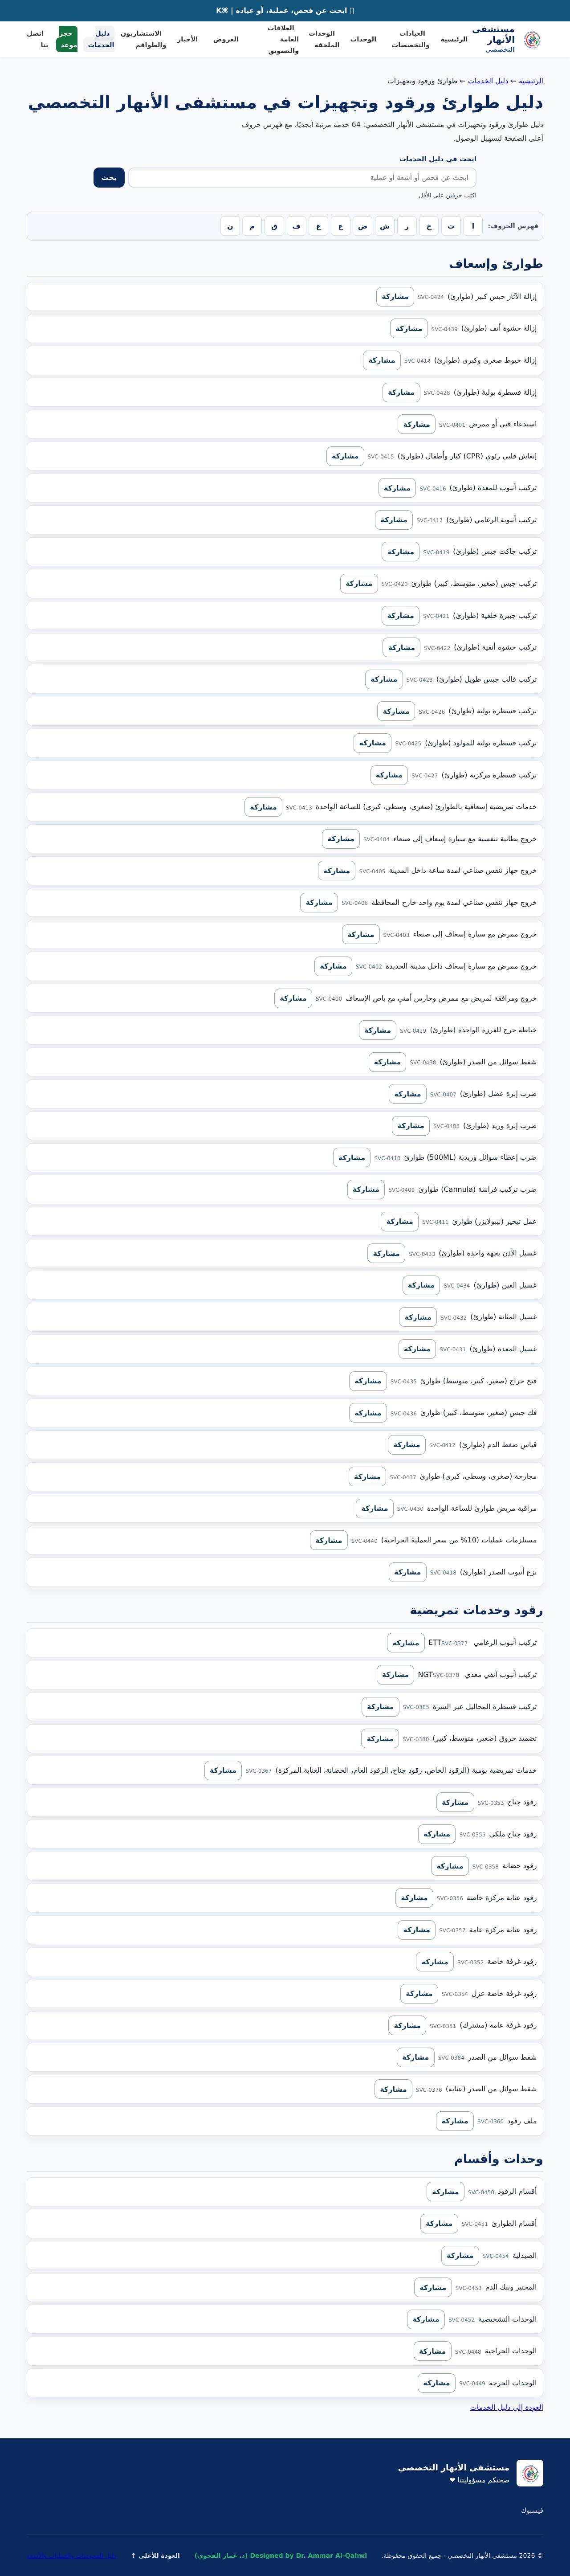 ابحث عن فحص، عملية، أو عيادة | ⌘K
مستشفى الأنهار
التخصصي
الرئيسية
العيادات والتخصصات
الوحدات
الوحدات الملحقة
العلاقات العامة والتسويق
العروض
الأخبار
الاستشاريون والطواقم
دليل الخدمات
حجز موعد
اتصل بنا
الرئيسية ← دليل الخدمات ← طوارئ ورقود وتجهيزات
دليل طوارئ ورقود وتجهيزات في مستشفى الأنهار التخصصي
دليل طوارئ ورقود وتجهيزات في مستشفى الأنهار التخصصي: 64 خدمة مرتبة أبجديًا، مع فهرس حروف
أعلى الصفحة لتسهيل الوصول.
ابحث في دليل الخدمات
ابحث عن فحص أو أشعة أو عملية
بحث
اكتب حرفين على الأقل
فهرس الحروف: ا ت خ ر ش ض ع غ ف ق م ن
طوارئ وإسعاف
إزالة الآثار جبس كبير (طوارئ) SVC-0424 مشاركة
إزالة حشوة أنف (طوارئ) SVC-0439 مشاركة
إزالة خيوط صغرى وكبرى (طوارئ) SVC-0414 مشاركة
إزالة قسطرة بولية (طوارئ) SVC-0428 مشاركة
استدعاء فني أو ممرض SVC-0401 مشاركة
إنعاش قلبي رئوي (CPR) كبار وأطفال (طوارئ) SVC-0415 مشاركة
تركيب أنبوب للمعدة (طوارئ) SVC-0416 مشاركة
تركيب أنبوبة الرغامي (طوارئ) SVC-0417 مشاركة
تركيب جاكت جبس (طوارئ) SVC-0419 مشاركة
تركيب جبس (صغير، متوسط، كبير) طوارئ SVC-0420 مشاركة
تركيب جبيرة خلفية (طوارئ) SVC-0421 مشاركة
تركيب حشوة أنفية (طوارئ) SVC-0422 مشاركة
تركيب قالب جبس طويل (طوارئ) SVC-0423 مشاركة
تركيب قسطرة بولية (طوارئ) SVC-0426 مشاركة
تركيب قسطرة بولية للمولود (طوارئ) SVC-0425 مشاركة
تركيب قسطرة مركزية (طوارئ) SVC-0427 مشاركة
خدمات تمريضية إسعافية بالطوارئ (صغرى، وسطى، كبرى) للساعة الواحدة SVC-0413 مشاركة
خروج بطانية تنفسية مع سيارة إسعاف إلى صنعاء SVC-0404 مشاركة
خروج جهاز تنفس صناعي لمدة ساعة داخل المدينة SVC-0405 مشاركة
خروج جهاز تنفس صناعي لمدة يوم واحد خارج المحافظة SVC-0406 مشاركة
خروج ممرض مع سيارة إسعاف إلى صنعاء SVC-0403 مشاركة
خروج ممرض مع سيارة إسعاف داخل مدينة الحديدة SVC-0402 مشاركة
خروج ومرافقة لمريض مع ممرض وحارس أمني مع باص الإسعاف SVC-0400 مشاركة
خياطة جرح للغرزة الواحدة (طوارئ) SVC-0429 مشاركة
شفط سوائل من الصدر (طوارئ) SVC-0438 مشاركة
ضرب إبرة عضل (طوارئ) SVC-0407 مشاركة
ضرب إبرة وريد (طوارئ) SVC-0408 مشاركة
ضرب إعطاء سوائل وريدية (500ML) طوارئ SVC-0410 مشاركة
ضرب تركيب فراشة (Cannula) طوارئ SVC-0409 مشاركة
عمل تبخير (نيبولايزر) طوارئ SVC-0411 مشاركة
غسيل الأذن بجهة واحدة (طوارئ) SVC-0433 مشاركة
غسيل العين (طوارئ) SVC-0434 مشاركة
غسيل المثانة (طوارئ) SVC-0432 مشاركة
غسيل المعدة (طوارئ) SVC-0431 مشاركة
فتح خراج (صغير، كبير، متوسط) طوارئ SVC-0435 مشاركة
فك جبس (صغير، متوسط، كبير) طوارئ SVC-0436 مشاركة
قياس ضغط الدم (طوارئ) SVC-0412 مشاركة
مجارحة (صغرى، وسطى، كبرى) طوارئ SVC-0437 مشاركة
مراقبة مريض طوارئ للساعة الواحدة SVC-0430 مشاركة
مستلزمات عمليات (10% من سعر العملية الجراحية) SVC-0440 مشاركة
نزع أنبوب الصدر (طوارئ) SVC-0418 مشاركة
رقود وخدمات تمريضية
تركيب أنبوب الرغامي ETT SVC-0377 مشاركة
تركيب أنبوب أنفي معدي NGT SVC-0378 مشاركة
تركيب قسطرة المحاليل عبر السرة SVC-0385 مشاركة
تضميد حروق (صغير، متوسط، كبير) SVC-0380 مشاركة
خدمات تمريضية يومية (الرقود الخاص، رقود جناح، الرقود العام، الحضانة، العناية المركزة) SVC-0367 مشاركة
رقود جناح SVC-0353 مشاركة
رقود جناح ملكي SVC-0355 مشاركة
رقود حضانة SVC-0358 مشاركة
رقود عناية مركزة خاصة SVC-0356 مشاركة
رقود عناية مركزة عامة SVC-0357 مشاركة
رقود غرفة خاصة SVC-0352 مشاركة
رقود غرفة خاصة عزل SVC-0354 مشاركة
رقود غرفة عامة (مشترك) SVC-0351 مشاركة
شفط سوائل من الصدر SVC-0384 مشاركة
شفط سوائل من الصدر (عناية) SVC-0376 مشاركة
ملف رقود SVC-0360 مشاركة
وحدات وأقسام
أقسام الرقود SVC-0450 مشاركة
أقسام الطوارئ SVC-0451 مشاركة
الصيدلية SVC-0454 مشاركة
المختبر وبنك الدم SVC-0453 مشاركة
الوحدات التشخيصية SVC-0452 مشاركة
الوحدات الجراحية SVC-0448 مشاركة
الوحدات الحرجة SVC-0449 مشاركة
العودة إلى دليل الخدمات
مستشفى الأنهار التخصصي
صحتكم مسؤوليتنا ❤
فيسبوك
© 2026 مستشفى الأنهار التخصصي - جميع الحقوق محفوظة.
Designed by Dr. Ammar Al-Qahwi (د. عمار القحوي)
العودة للأعلى ↑